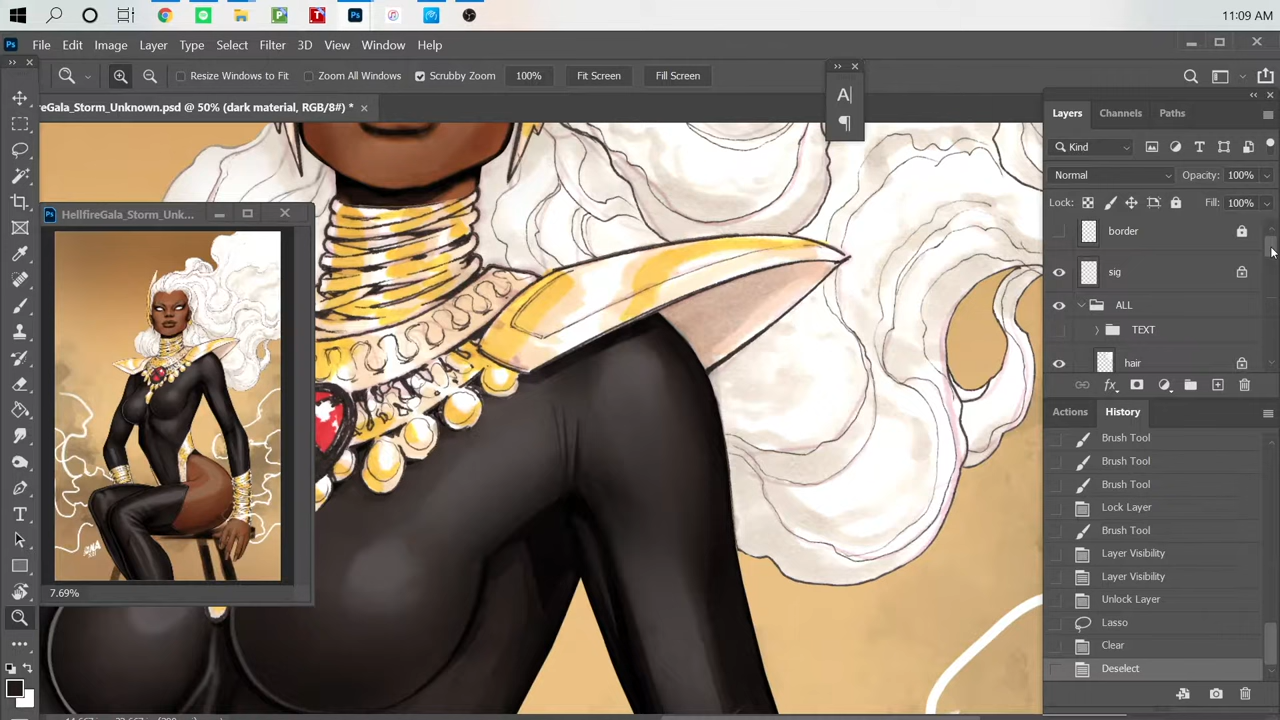 11:09 AM
Ps File Edit Image Layer Type Select Filter 3D View Window Help
Resize Windows to Fit Zoom All Windows Scrubby Zoom 100% Fit Screen Fill Screen
reGala_Storm_Unknown.psd @ 50% (dark material, RGB/8#) *
Layers Channels Paths
Kind
Normal Opacity: 100%
Lock: Fill: 100%
border
sig
ALL
TEXT
hair
Actions History
Brush Tool
Brush Tool
Brush Tool
Lock Layer
Brush Tool
Layer Visibility
Layer Visibility
Unlock Layer
Lasso
Clear
Deselect
HellfireGala_Storm_Unk...
7.69%